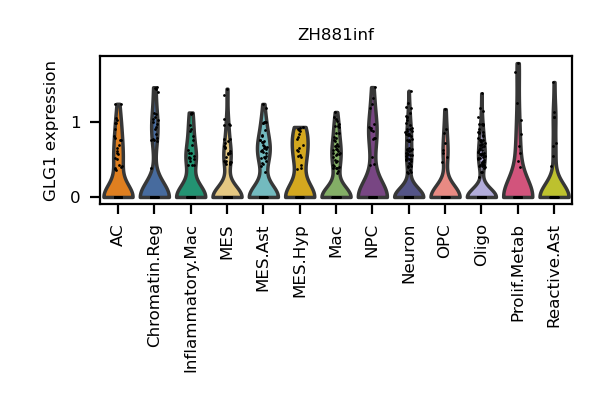 ZH881inf
GLG1 expression
1
0
AC
Chromatin.Reg
Inflammatory.Mac
MES
MES.Ast
MES.Hyp
Mac
NPC
Neuron
OPC
Oligo
Prolif.Metab
Reactive.Ast